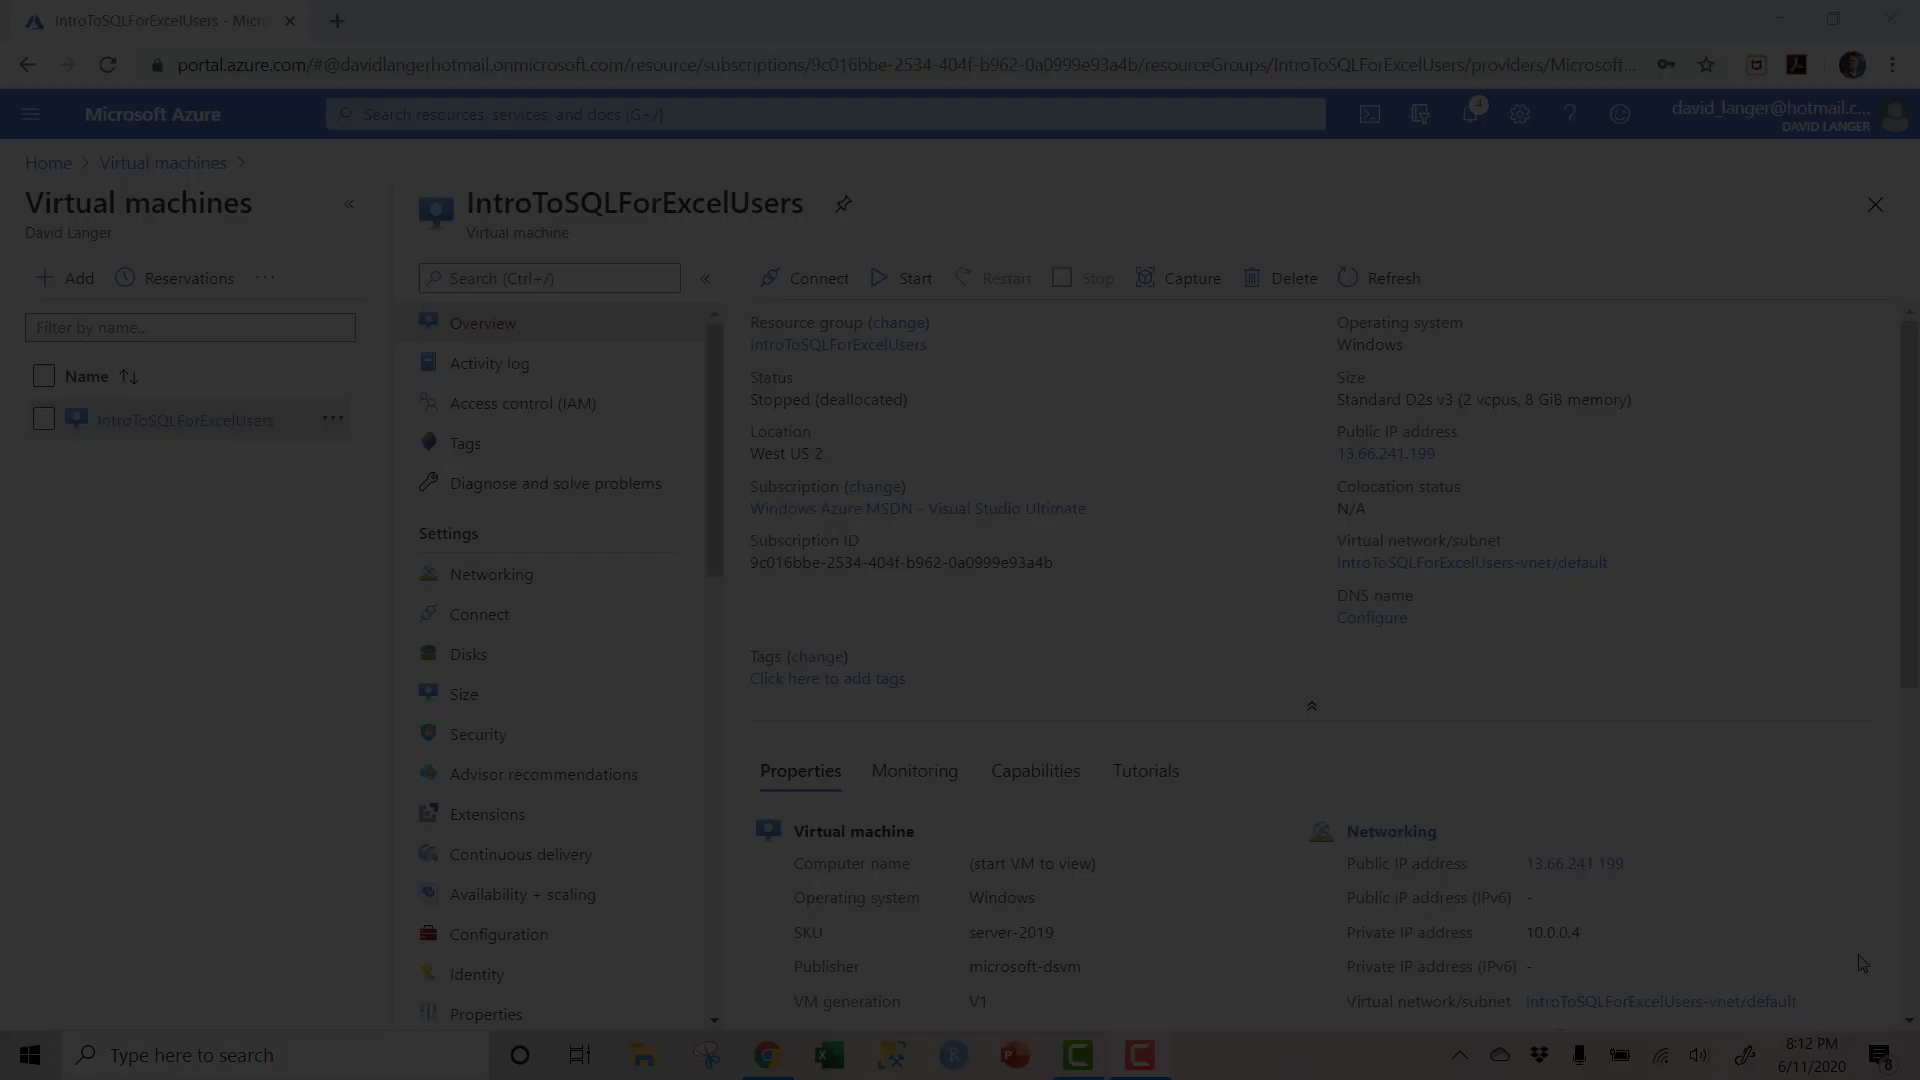 IntroToSQLForExcelUsers - Micr
portal.azure.com/#@davidlangerhotmail.onmicrosoft.com/resource/subscriptions/9c016bbe-2534-404f-b962-0a0999e93a4b/resourceGroups/IntroToSQLForExcelUsers/providers/Microsoft...
Microsoft Azure
Search resources, services, and docs (G+/)
4
david_langer@hotmail.c...
DAVID LANGER
Home > Virtual machines >
Virtual machines
David Langer
Add
Reservations
Filter by name...
Name
IntroToSQLForExcelUsers
IntroToSQLForExcelUsers
Virtual machine
Search (Ctrl+/)
Overview
Activity log
Access control (IAM)
Tags
Diagnose and solve problems
Settings
Networking
Connect
Disks
Size
Security
Advisor recommendations
Extensions
Continuous delivery
Availability + scaling
Configuration
Identity
Properties
Connect
Start
Restart
Stop
Capture
Delete
Refresh
Resource group (change)
IntroToSQLForExcelUsers
Status
Stopped (deallocated)
Location
West US 2
Subscription (change)
Windows Azure MSDN - Visual Studio Ultimate
Subscription ID
9c016bbe-2534-404f-b962-0a0999e93a4b
Tags (change)
Click here to add tags
Operating system
Windows
Size
Standard D2s v3 (2 vcpus, 8 GiB memory)
Public IP address
13.66.241.199
Colocation status
N/A
Virtual network/subnet
IntroToSQLForExcelUsers-vnet/default
DNS name
Configure
Properties
Monitoring
Capabilities
Tutorials
Virtual machine
Computer name (start VM to view)
Operating system Windows
SKU server-2019
Publisher microsoft-dsvm
VM generation V1
Networking
Public IP address 13.66.241.199
Public IP address (IPv6) -
Private IP address 10.0.0.4
Private IP address (IPv6) -
Virtual network/subnet IntroToSQLForExcelUsers-vnet/default
Type here to search
8:12 PM
6/11/2020
8